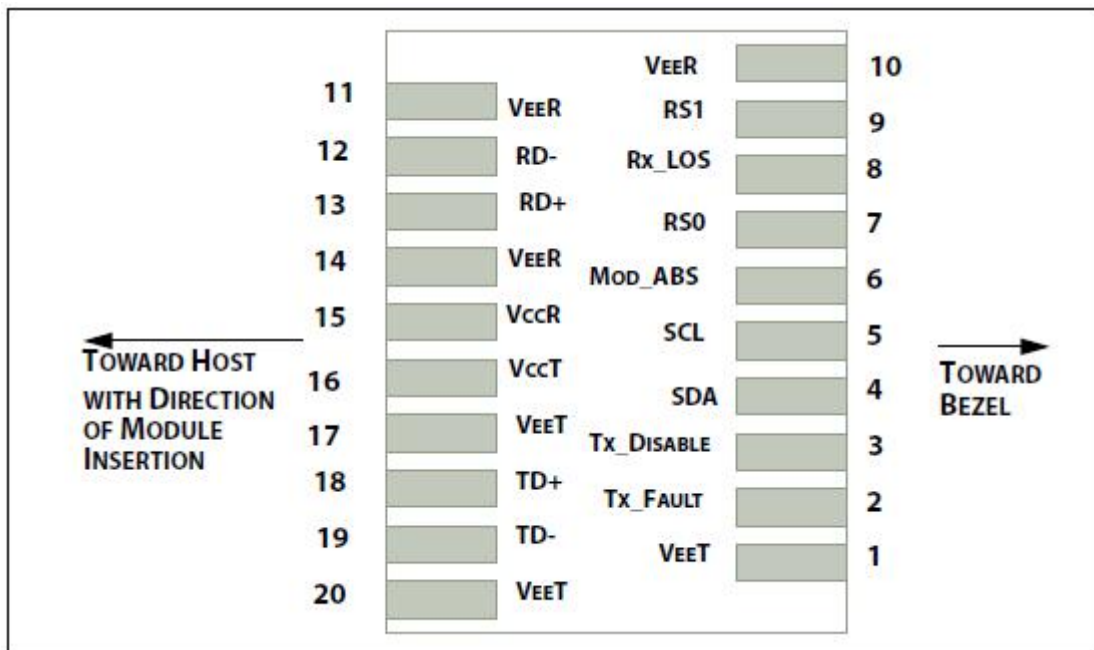 VEER 10
11 VEER
RS1 9
12 RD-
Rx_LOS 8
13 RD+
RS0 7
14 VEER
MOD_ABS 6
15 VCCR
SCL 5
16 VCCT
SDA 4
17 VEET
TX_DISABLE 3
18 TD+
TX_FAULT 2
19 TD-
VEET 1
20 VEET
TOWARD HOST
WITH DIRECTION
OF MODULE
INSERTION
TOWARD
BEZEL